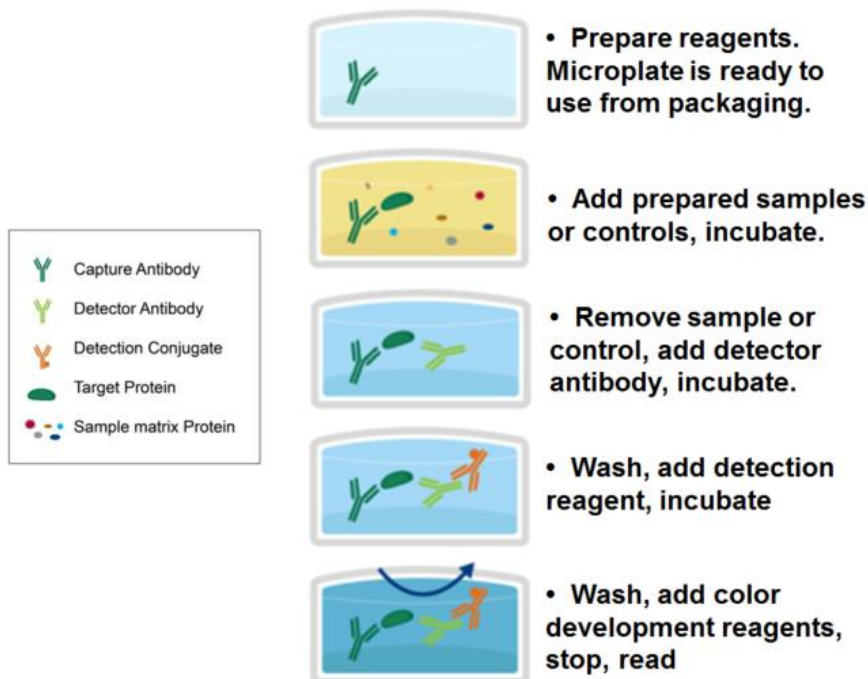 • Prepare reagents.
Microplate is ready to
use from packaging.
• Add prepared samples
or controls, incubate.
Capture Antibody
Detector Antibody
Detection Conjugate
Target Protein
Sample matrix Protein
• Remove sample or
control, add detector
antibody, incubate.
• Wash, add detection
reagent, incubate
• Wash, add color
development reagents,
stop, read